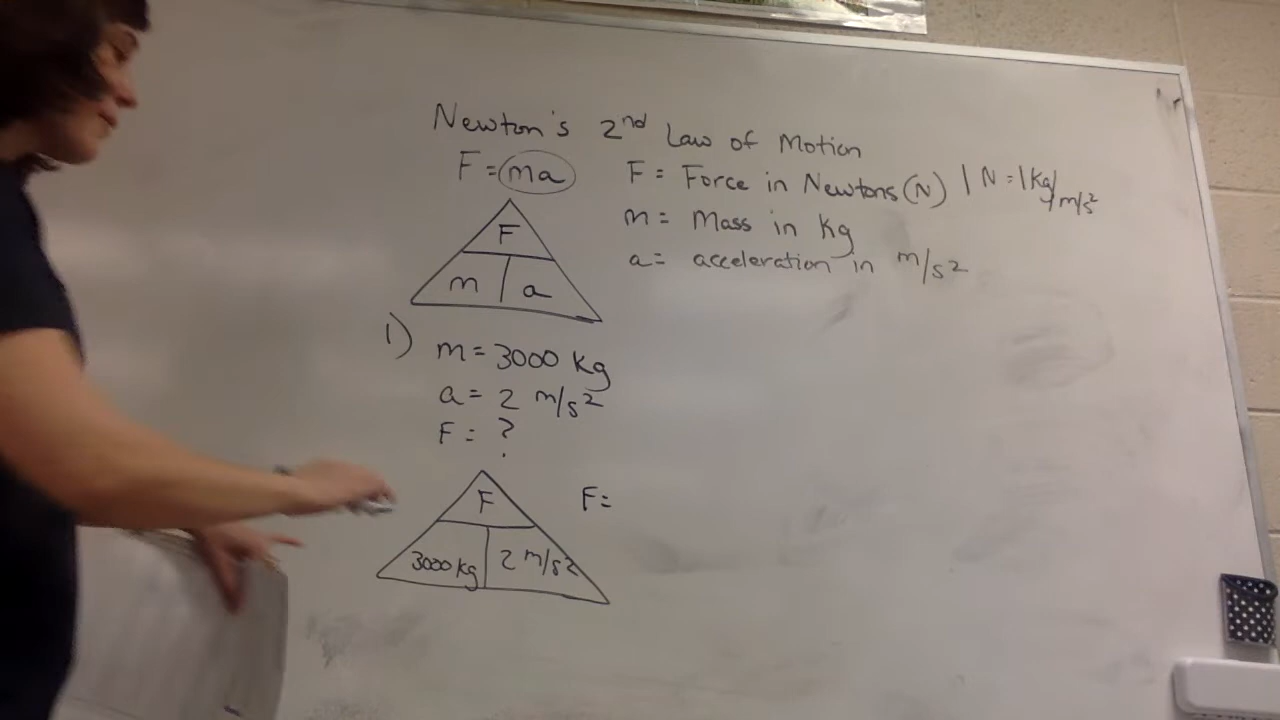 Newton's 2nd Law of Motion
F = ma
F = Force in Newtons (N) 1 N = 1 Kg/m/s²
m = Mass in Kg
a = acceleration in m/s²
F
m a
1) m = 3000 Kg
a = 2 m/s²
F = ?
F
3000 Kg 2 m/s²
F =